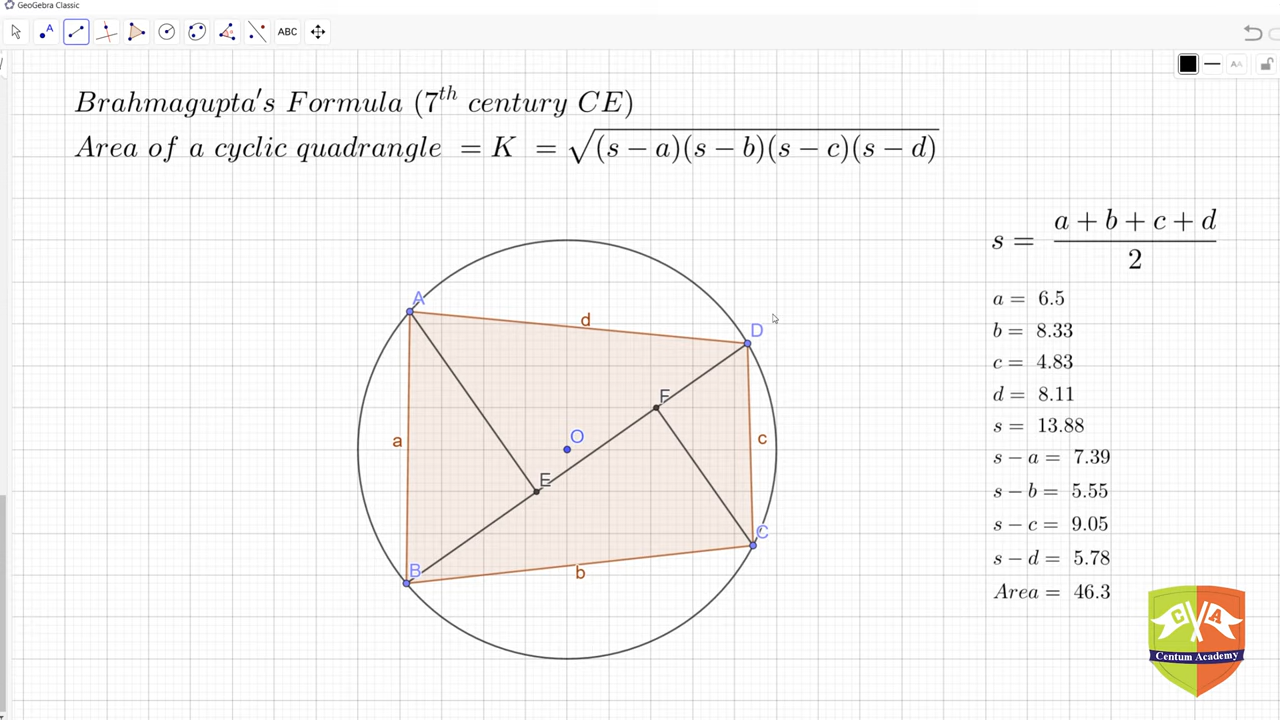 GeoGebra Classic
ABC
AA
Brahmagupta's Formula (7th century CE)
Area of a cyclic quadrangle = K = √(s − a)(s − b)(s − c)(s − d)
s = a + b + c + d
2
a = 6.5
b = 8.33
c = 4.83
d = 8.11
s = 13.88
s − a = 7.39
s − b = 5.55
s − c = 9.05
s − d = 5.78
Area = 46.3
A
d
D
F
a
O
c
E
C
B
b
C A
Centum Academy